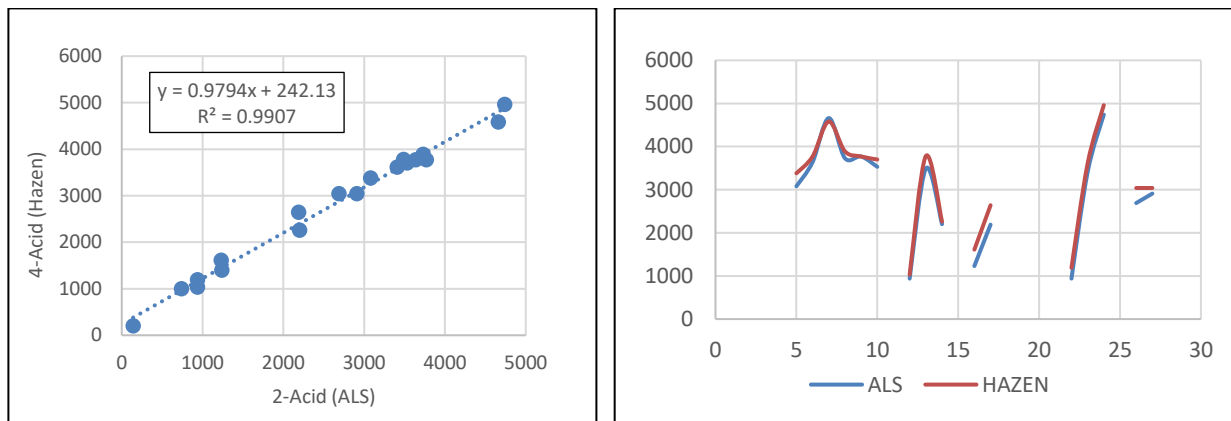 6000
5000
4000
3000
2000
1000
0
4-Acid (Hazen)
y = 0.9794x + 242.13
R² = 0.9907
0 1000 2000 3000 4000 5000
2-Acid (ALS)
6000
5000
4000
3000
2000
1000
0
0 5 10 15 20 25 30
ALS HAZEN